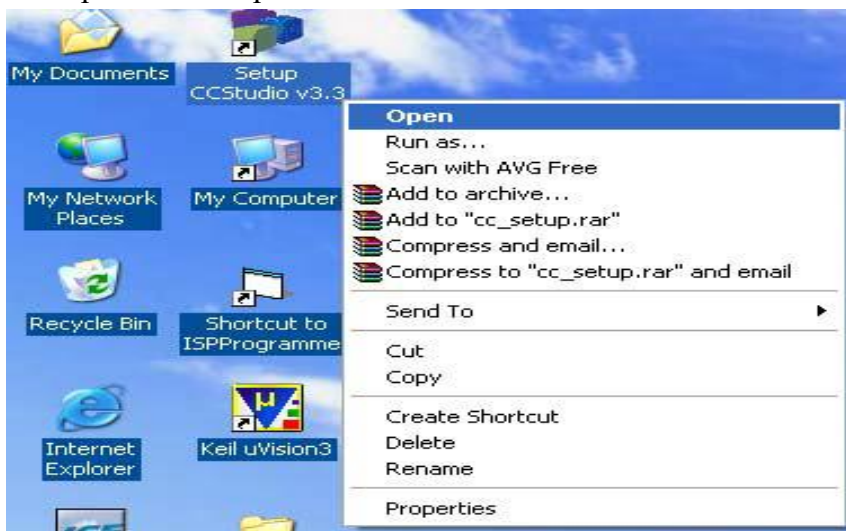 My Documents
Setup
CCStudio v3.3
My Network
Places
My Computer
Recycle Bin
Shortcut to
ISPProgramme
Internet
Explorer
Keil uVision3
Open
Run as...
Scan with AVG Free
Add to archive...
Add to "cc_setup.rar"
Compress and email...
Compress to "cc_setup.rar" and email
Send To
Cut
Copy
Create Shortcut
Delete
Rename
Properties